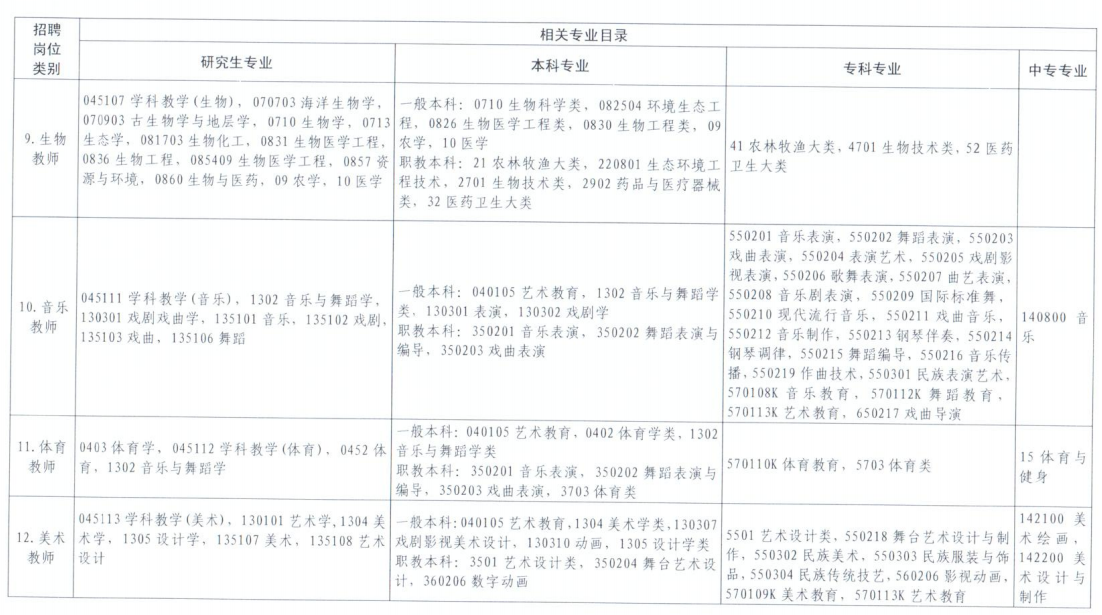 招聘
岗位
类别
相关专业目录
研究生专业
本科专业
专科专业
中专专业
9.生物
教师
045107 学科教学(生物)，070703 海洋生物学，
070903 古生物学与地层学，0710 生物学，0713
生态学，081703 生物化工，0831 生物医学工程，
0836 生物工程，085409 生物医学工程，0857 资
源与环境，0860 生物与医药，09 农学，10 医学
一般本科：0710 生物科学类，082504 环境生态工
程，0826 生物医学工程类，0830 生物工程类，09
农学，10 医学
职教本科：21 农林牧渔大类，220801 生态环境工
程技术，2701 生物技术类，2902 药品与医疗器械
类，32 医药卫生大类
41 农林牧渔大类，4701 生物技术类，52 医药
卫生大类
10.音乐
教师
045111 学科教学(音乐)，1302 音乐与舞蹈学，
130301 戏剧戏曲学，135101 音乐，135102 戏剧，
135103 戏曲，135106 舞蹈
一般本科：040105 艺术教育，1302 音乐与舞蹈学
类，130301 表演，130302 戏剧学
职教本科：350201 音乐表演，350202 舞蹈表演与
编导，350203 戏曲表演
550201 音乐表演，550202 舞蹈表演，550203
戏曲表演，550204 表演艺术，550205 戏剧影
视表演，550206 歌舞表演，550207 曲艺表演，
550208 音乐剧表演，550209 国际标准舞，
550210 现代流行音乐，550211 戏曲音乐，
550212 音乐制作，550213 钢琴伴奏，550214
钢琴调律，550215 舞蹈编导，550216 音乐传
播，550219 作曲技术，550301 民族表演艺术，
570108K 音乐教育，570112K 舞蹈教育，
570113K 艺术教育，650217 戏曲导演
140800 音
乐
11.体育
教师
0403 体育学，045112 学科教学(体育)，0452 体
育，1302 音乐与舞蹈学
一般本科：040105 艺术教育，0402 体育学类，1302
音乐与舞蹈学类
职教本科：350201 音乐表演，350202 舞蹈表演与
编导，350203 戏曲表演，3703 体育类
570110K 体育教育，5703 体育类
15 体育与
健身
12.美术
教师
045113 学科教学(美术)，130101 艺术学，1304 美
术学，1305 设计学，135107 美术，135108 艺术
设计
一般本科：040105 艺术教育，1304 美术学类，130307
戏剧影视美术设计，130310 动画，1305 设计学类
职教本科：3501 艺术设计类，350204 舞台艺术设
计，360206 数字动画
5501 艺术设计类，550218 舞台艺术设计与制
作，550302 民族美术，550303 民族服装与饰
品，550304 民族传统技艺，560206 影视动画，
570109K 美术教育，570113K 艺术教育
142100 美
术绘画，
142200 美
术设计与
制作